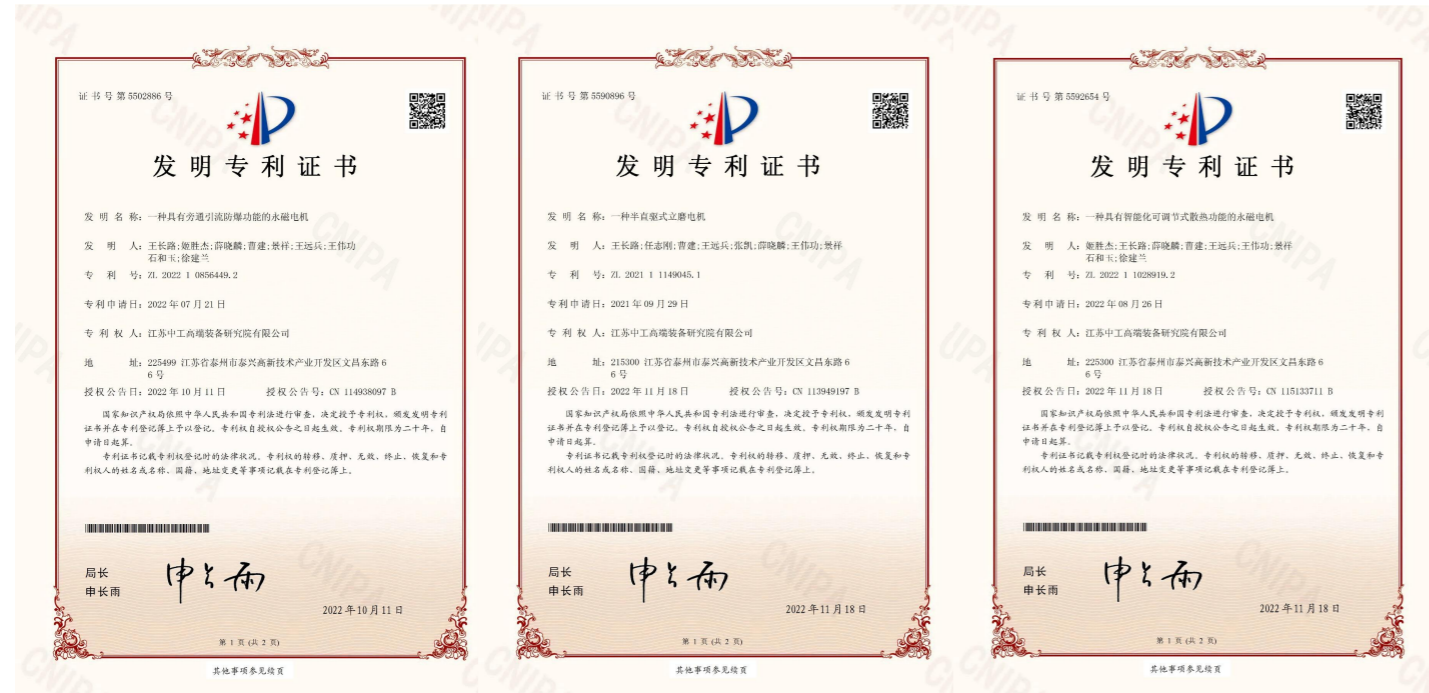 证书号第5502886号
发明专利证书
发明名称：一种具有旁通引流防爆功能的永磁电机
发明人：王长路;姬胜杰;薛晓麟;曹建;景祥;王远兵;王伟功
石和玉;徐建兰
专利号：ZL 2022 1 0856449.2
专利申请日：2022年07月21日
专利权人：江苏中工高端装备研究院有限公司
地址：225499 江苏省泰州市泰兴高新技术产业开发区文昌东路6
6号
授权公告日：2022年10月11日 授权公告号：CN 114938097 B
国家知识产权局依照中华人民共和国专利法进行审查，决定授予专利权，颁发发明专利
证书并在专利登记簿上予以登记。专利权自授权公告之日起生效。专利权期限为二十年，自
申请日起算。
专利证书记载专利权登记时的法律状况。专利权的转移、质押、无效、终止、恢复和专
利权人的姓名或名称、国籍、地址变更等事项记载在专利登记簿上。
局长
申长雨
申长雨
2022年10月11日
第 1 页 (共 2 页)
其他事项参见续页
证书号第5590896号
发明专利证书
发明名称：一种半直驱式立磨电机
发明人：王长路;任志刚;曹建;王远兵;张凯;薛晓麟;王伟功;景祥
专利号：ZL 2021 1 1149045.1
专利申请日：2021年09月29日
专利权人：江苏中工高端装备研究院有限公司
地址：215300 江苏省泰州市泰兴高新技术产业开发区文昌东路6
6号
授权公告日：2022年11月18日 授权公告号：CN 113949197 B
国家知识产权局依照中华人民共和国专利法进行审查，决定授予专利权，颁发发明专利
证书并在专利登记簿上予以登记。专利权自授权公告之日起生效。专利权期限为二十年，自
申请日起算。
专利证书记载专利权登记时的法律状况。专利权的转移、质押、无效、终止、恢复和专
利权人的姓名或名称、国籍、地址变更等事项记载在专利登记簿上。
局长
申长雨
申长雨
2022年11月18日
第 1 页 (共 2 页)
其他事项参见续页
证书号第5592654号
发明专利证书
发明名称：一种具有智能化可调节式散热功能的永磁电机
发明人：姬胜杰;王长路;薛晓麟;曹建;王远兵;王伟功;景祥
石和玉;徐建兰
专利号：ZL 2022 1 1028919.2
专利申请日：2022年08月26日
专利权人：江苏中工高端装备研究院有限公司
地址：225300 江苏省泰州市泰兴高新技术产业开发区文昌东路6
6号
授权公告日：2022年11月18日 授权公告号：CN 115133711 B
国家知识产权局依照中华人民共和国专利法进行审查，决定授予专利权，颁发发明专利
证书并在专利登记簿上予以登记。专利权自授权公告之日起生效。专利权期限为二十年，自
申请日起算。
专利证书记载专利权登记时的法律状况。专利权的转移、质押、无效、终止、恢复和专
利权人的姓名或名称、国籍、地址变更等事项记载在专利登记簿上。
局长
申长雨
申长雨
2022年11月18日
第 1 页 (共 2 页)
其他事项参见续页
CNIPA